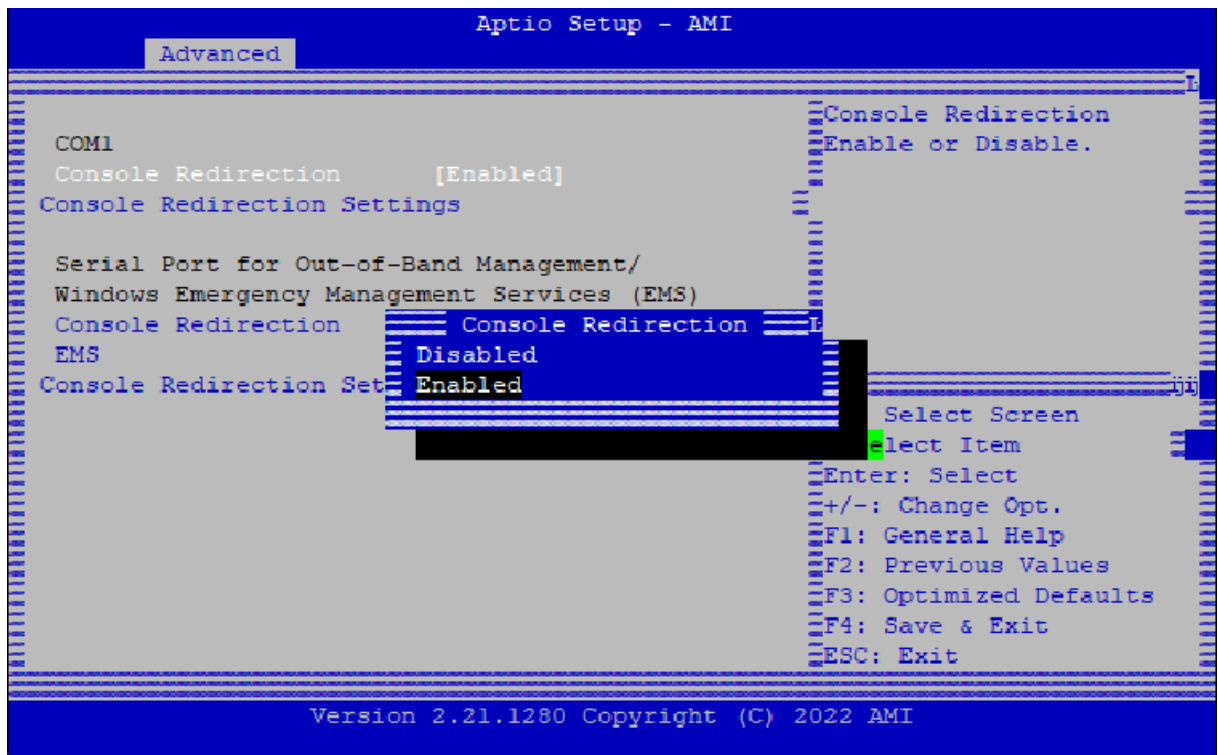 Aptio Setup – AMI
Advanced
Console Redirection
Enable or Disable.
COM1
Console Redirection [Enabled]
Console Redirection Settings
Serial Port for Out-of-Band Management/
Windows Emergency Management Services (EMS)
Console Redirection
EMS
Console Redirection Set
Console Redirection
Disabled
Enabled
Select Screen
elect Item
Enter: Select
+/-: Change Opt.
F1: General Help
F2: Previous Values
F3: Optimized Defaults
F4: Save & Exit
ESC: Exit
Version 2.21.1280 Copyright (C) 2022 AMI